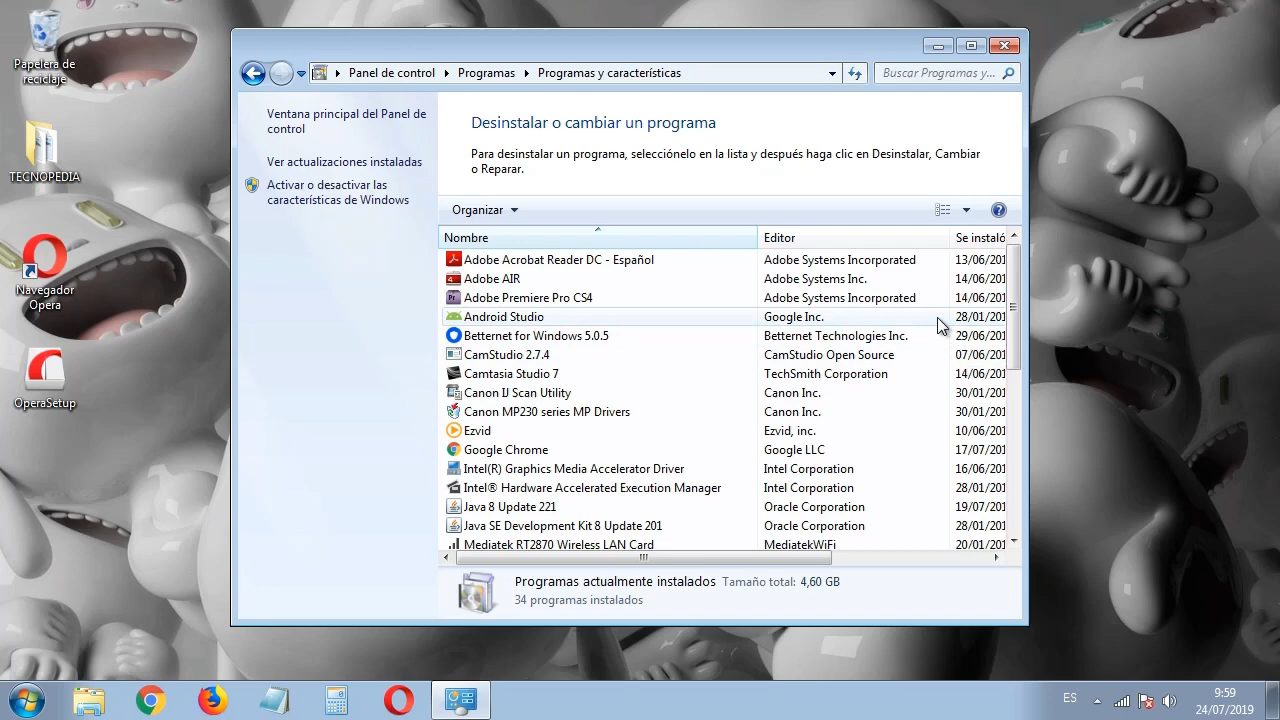 Papelera de
reciclaje
TECNOPEDIA
Navegador
Opera
OperaSetup
Panel de control
Programas
Programas y características
Buscar Programas y...
Ventana principal del Panel de
control
Ver actualizaciones instaladas
Activar o desactivar las
características de Windows
Desinstalar o cambiar un programa
Para desinstalar un programa, selecciónelo en la lista y después haga clic en Desinstalar, Cambiar
o Reparar.
Organizar
Nombre Editor Se instaló
Adobe Acrobat Reader DC - Español Adobe Systems Incorporated 13/06/201
Adobe AIR Adobe Systems Inc. 14/06/201
Adobe Premiere Pro CS4 Adobe Systems Incorporated 14/06/201
Android Studio Google Inc. 28/01/201
Betternet for Windows 5.0.5 Betternet Technologies Inc. 29/06/201
CamStudio 2.7.4 CamStudio Open Source 07/06/201
Camtasia Studio 7 TechSmith Corporation 14/06/201
Canon IJ Scan Utility Canon Inc. 30/01/201
Canon MP230 series MP Drivers Canon Inc. 30/01/201
Ezvid Ezvid, inc. 10/06/201
Google Chrome Google LLC 17/07/201
Intel(R) Graphics Media Accelerator Driver Intel Corporation 16/06/201
Intel® Hardware Accelerated Execution Manager Intel Corporation 28/01/201
Java 8 Update 221 Oracle Corporation 19/07/201
Java SE Development Kit 8 Update 201 Oracle Corporation 28/01/201
Mediatek RT2870 Wireless LAN Card MediatekWiFi 20/01/201
Programas actualmente instalados Tamaño total: 4,60 GB
34 programas instalados
ES
9:59
24/07/2019